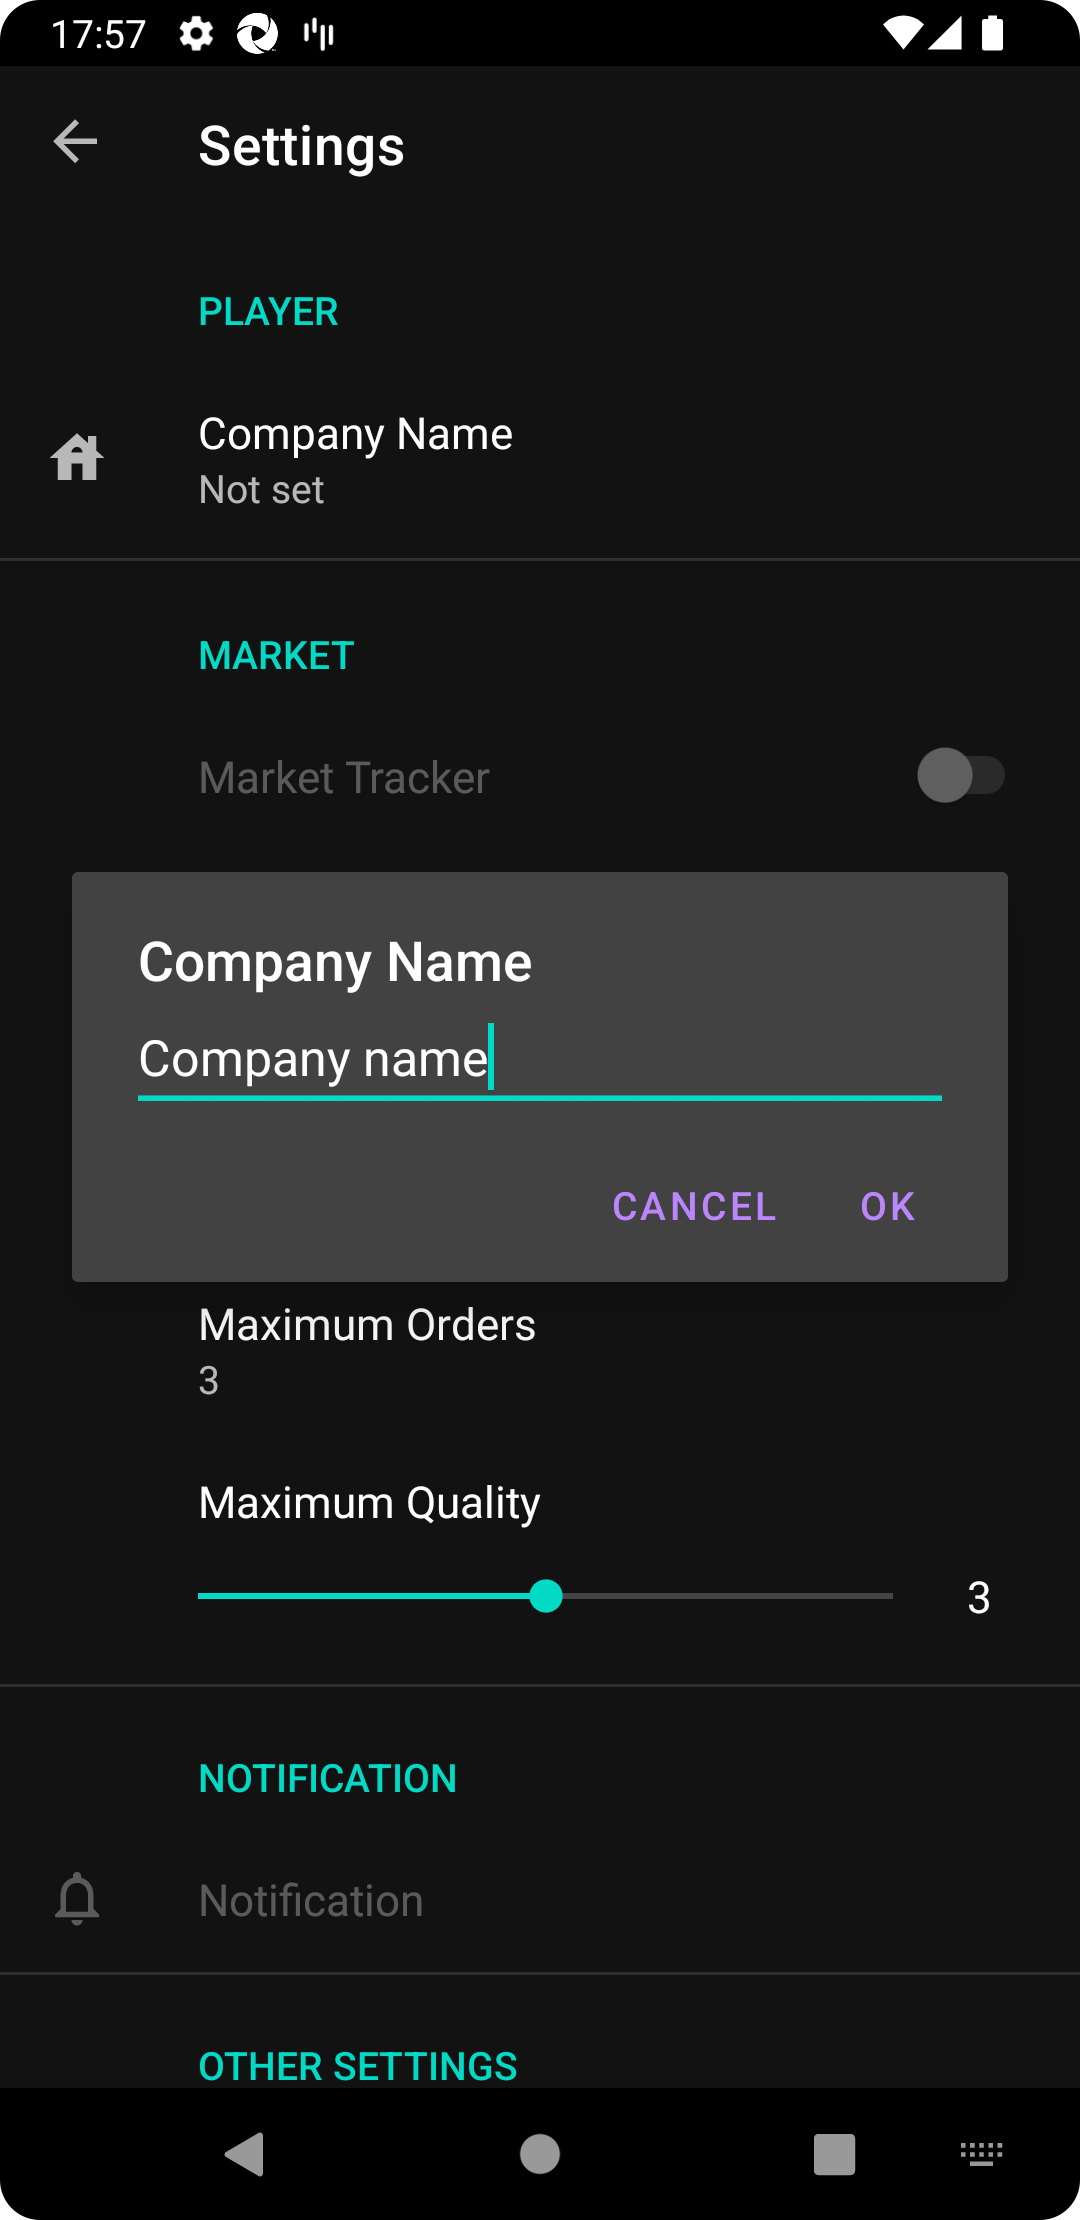 17:57
Settings
PLAYER
Company Name
Not set
MARKET
Market Tracker
Company Name
Company name
CANCEL OK
Maximum Orders
3
Maximum Quality
3
NOTIFICATION
Notification
OTHER SETTINGS